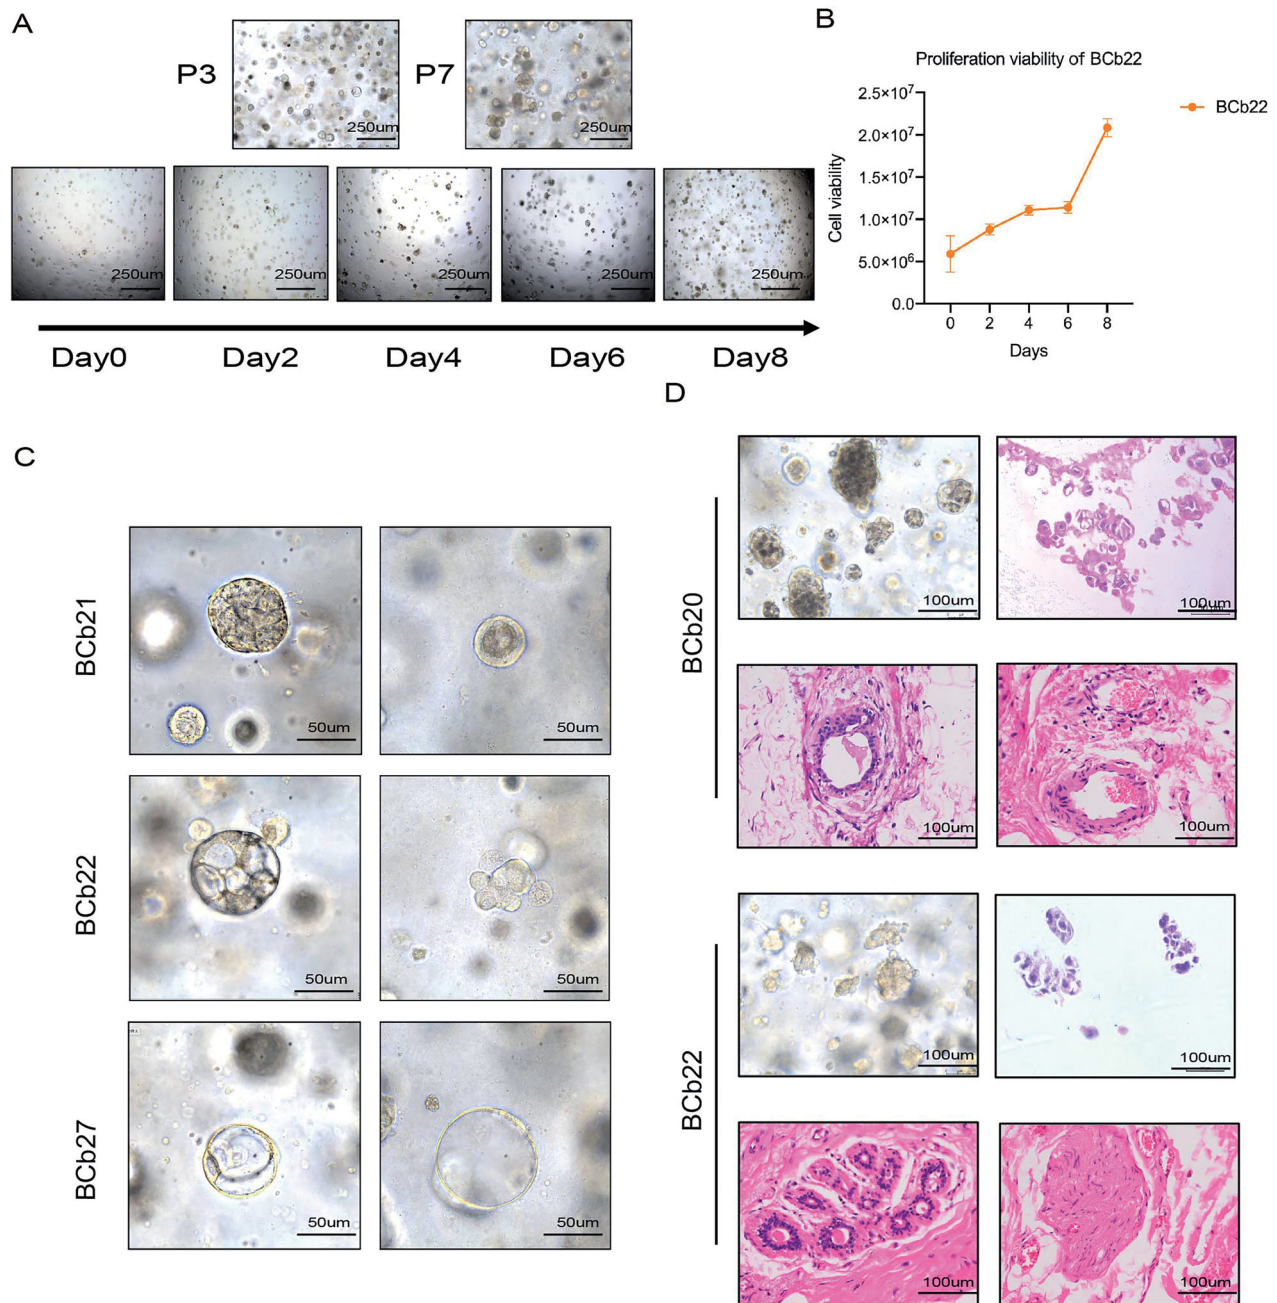 A
P3
250um
P7
250um
250um
250um
250um
250um
250um
Day0
Day2
Day4
Day6
Day8
B
Proliferation viability of BCb22
BCb22
Cell viability
2.5×10⁷
2.0×10⁷
1.5×10⁷
1.0×10⁷
5.0×10⁶
0.0
0 2 4 6 8
Days
C
BCb21
50um
50um
BCb22
50um
50um
BCb27
50um
50um
D
BCb20
100um
100um
100um
100um
BCb22
100um
100um
100um
100um